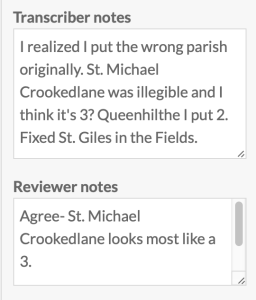 Transcriber notes
I realized I put the wrong parish
originally. St. Michael
Crookedlane was illegible and I
think it's 3? Queenhilthe I put 2.
Fixed St. Giles in the Fields.
Reviewer notes
Agree- St. Michael
Crookedlane looks most like a
3.